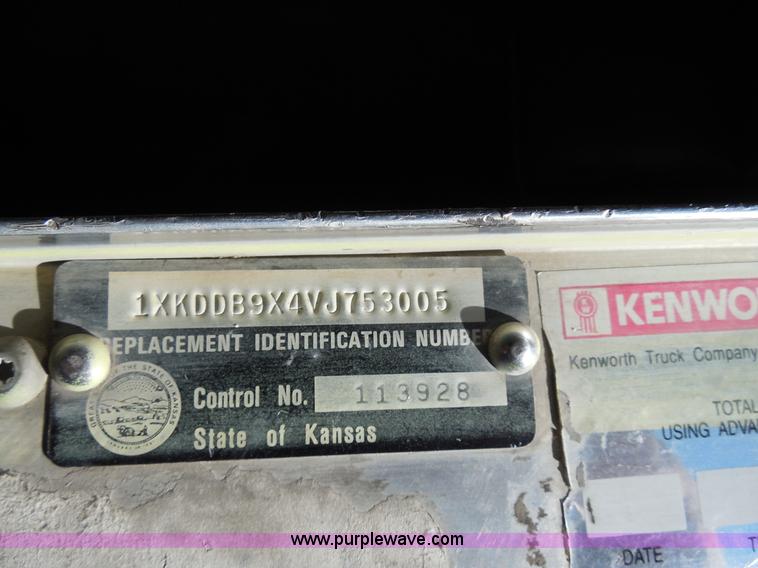 1XKDDB9X4VJ753005
REPLACEMENT IDENTIFICATION NUMBER
Control No. 113928
State of Kansas
KENWO
Kenworth Truck Company
TOTAL
USING ADVA
DATE
T
www.purplewave.com